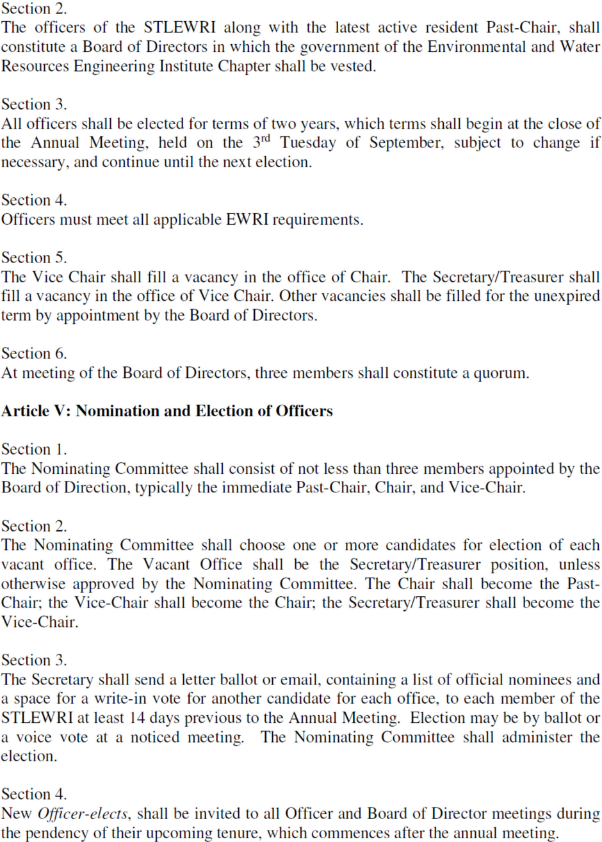 Section 2.
The officers of the STLEWRI along with the latest active resident Past-Chair, shall
constitute a Board of Directors in which the government of the Environmental and Water
Resources Engineering Institute Chapter shall be vested.
Section 3.
All officers shall be elected for terms of two years, which terms shall begin at the close of
the Annual Meeting, held on the 3rd Tuesday of September, subject to change if
necessary, and continue until the next election.
Section 4.
Officers must meet all applicable EWRI requirements.
Section 5.
The Vice Chair shall fill a vacancy in the office of Chair.  The Secretary/Treasurer shall
fill a vacancy in the office of Vice Chair. Other vacancies shall be filled for the unexpired
term by appointment by the Board of Directors.
Section 6.
At meeting of the Board of Directors, three members shall constitute a quorum.
Article V: Nomination and Election of Officers
Section 1.
The Nominating Committee shall consist of not less than three members appointed by the
Board of Direction, typically the immediate Past-Chair, Chair, and Vice-Chair.
Section 2.
The Nominating Committee shall choose one or more candidates for election of each
vacant office. The Vacant Office shall be the Secretary/Treasurer position, unless
otherwise approved by the Nominating Committee. The Chair shall become the Past-
Chair; the Vice-Chair shall become the Chair; the Secretary/Treasurer shall become the
Vice-Chair.
Section 3.
The Secretary shall send a letter ballot or email, containing a list of official nominees and
a space for a write-in vote for another candidate for each office, to each member of the
STLEWRI at least 14 days previous to the Annual Meeting.  Election may be by ballot or
a voice vote at a noticed meeting.  The Nominating Committee shall administer the
election.
Section 4.
New Officer-elects, shall be invited to all Officer and Board of Director meetings during
the pendency of their upcoming tenure, which commences after the annual meeting.